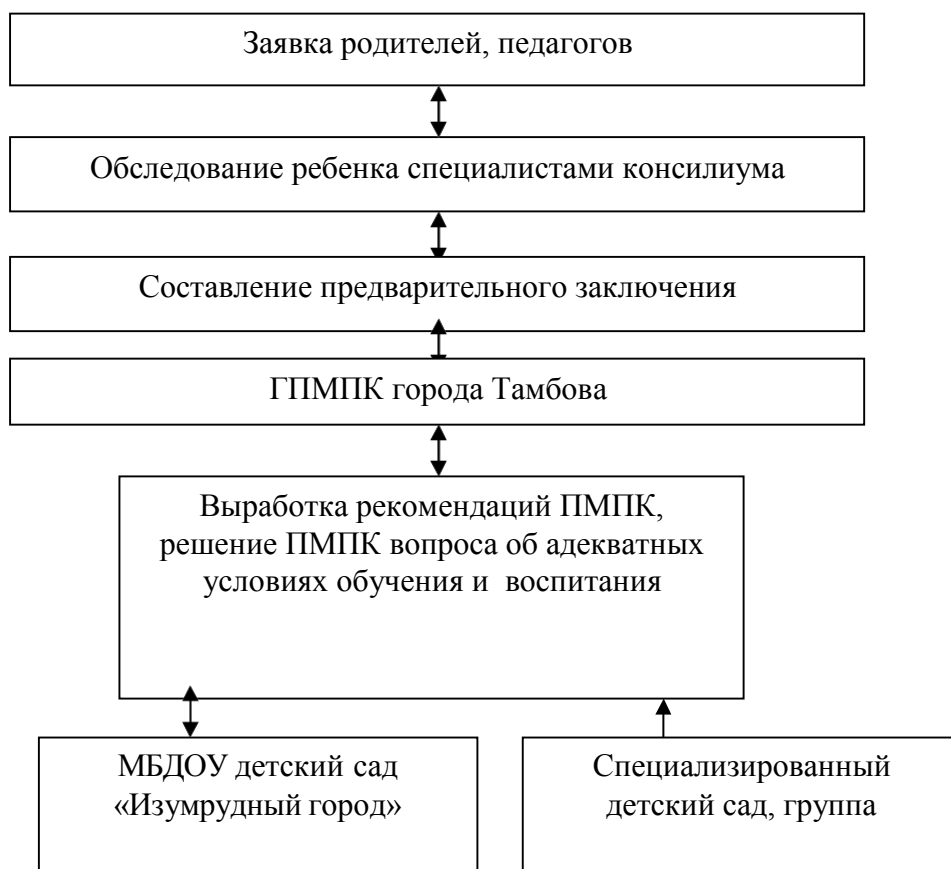 Заявка родителей, педагогов
Обследование ребенка специалистами консилиума
Составление предварительного заключения
ГПМПК города Тамбова
Выработка рекомендаций ПМПК,
решение ПМПК вопроса об адекватных
условиях обучения и воспитания
МБДОУ детский сад
«Изумрудный город»
Специализированный
детский сад, группа